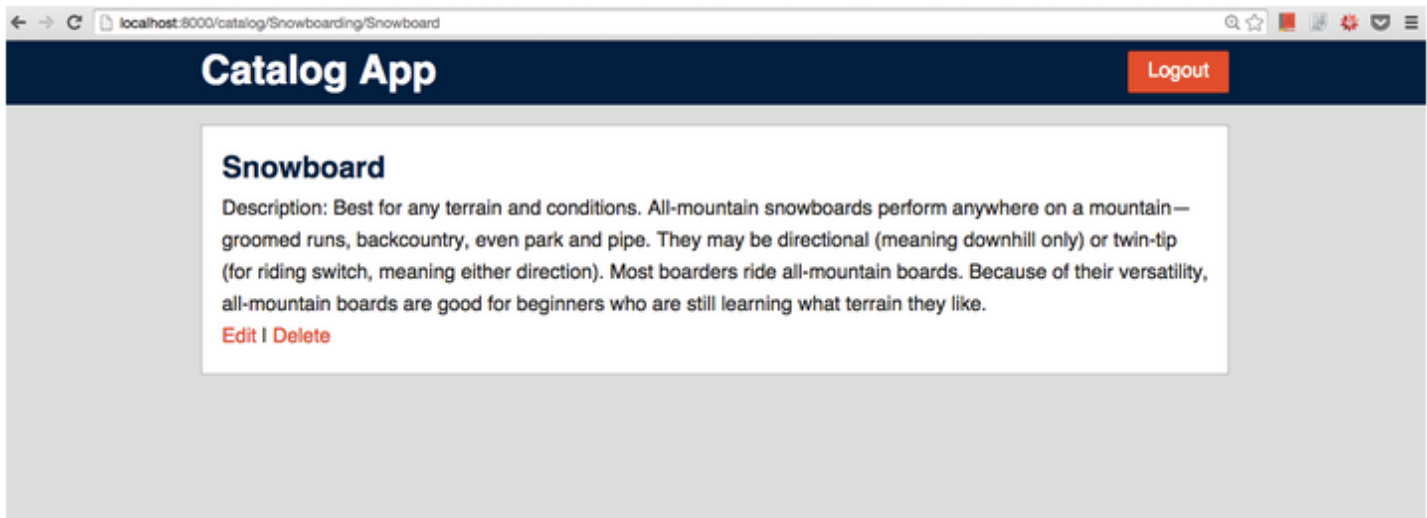 localhost:8000/catalog/Snowboarding/Snowboard
Catalog App
Logout
Snowboard
Description: Best for any terrain and conditions. All-mountain snowboards perform anywhere on a mountain—
groomed runs, backcountry, even park and pipe. They may be directional (meaning downhill only) or twin-tip
(for riding switch, meaning either direction). Most boarders ride all-mountain boards. Because of their versatility,
all-mountain boards are good for beginners who are still learning what terrain they like.
Edit | Delete